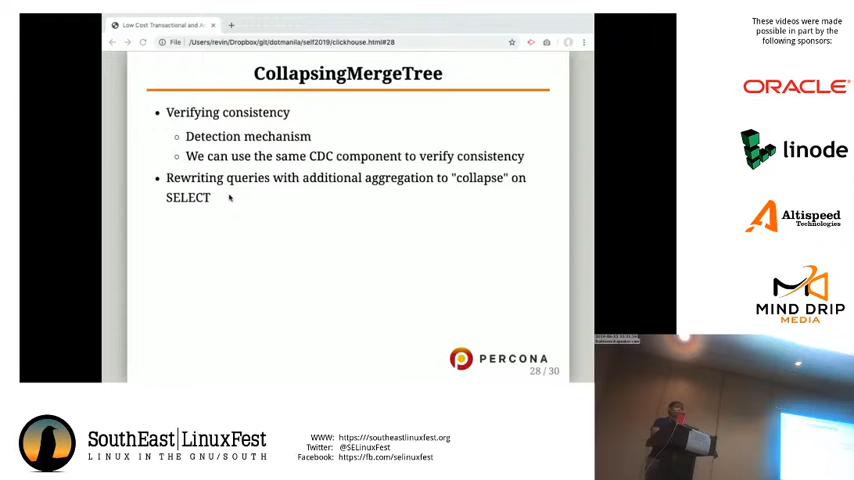 Low Cost Transactional and A
File
/Users/revin/Dropbox/git/dotmanila/self2019/clickhouse.html#28
CollapsingMergeTree
• Verifying consistency
○ Detection mechanism
○ We can use the same CDC component to verify consistency
• Rewriting queries with additional aggregation to "collapse" on
SELECT
PERCONA
28 / 30
These videos were made
possible in part by the
following sponsors:
ORACLE
linode
Altispeed
Technologies
MIND DRIP
MEDIA
SouthEast|LinuxFest
LINUX IN THE GNU/SOUTH
WWW: https:///southeastlinuxfest.org
Twitter: @SELinuxFest
Facebook: https://fb.com/selinuxfest